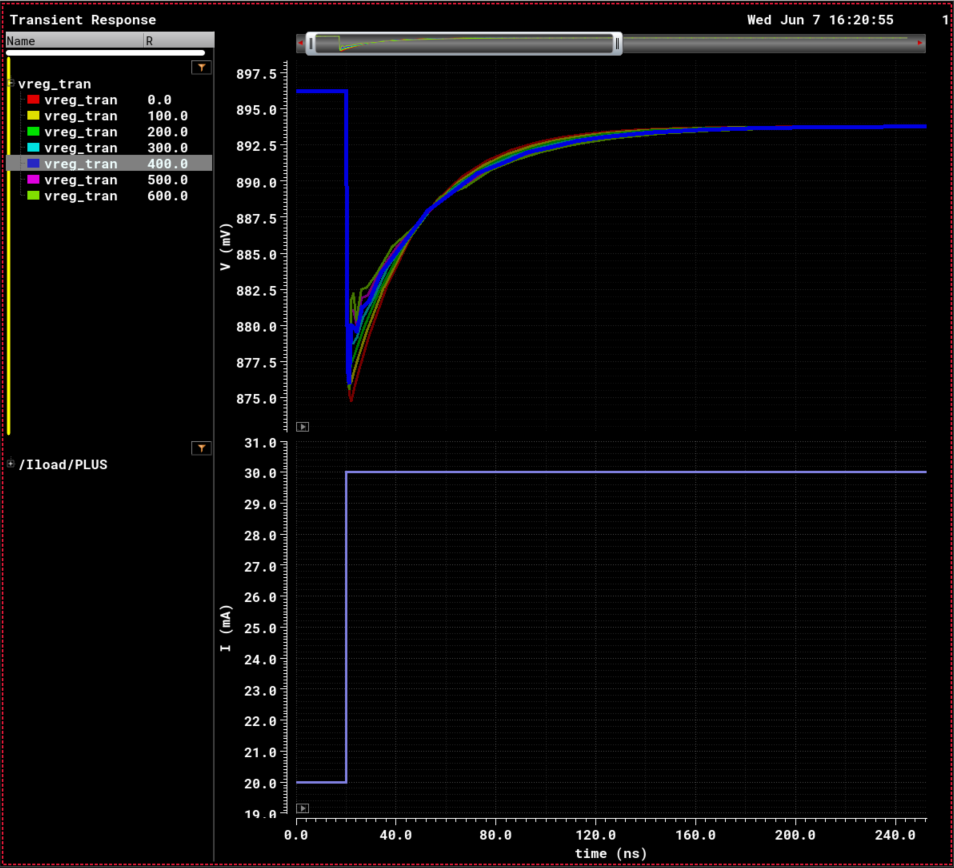 Transient Response
Wed Jun 7 16:20:55 1
Name R
vreg_tran
vreg_tran 0.0
vreg_tran 100.0
vreg_tran 200.0
vreg_tran 300.0
vreg_tran 400.0
vreg_tran 500.0
vreg_tran 600.0
897.5
895.0
892.5
890.0
887.5
885.0
882.5
880.0
877.5
875.0
V (mV)
/Iload/PLUS
31.0
30.0
29.0
28.0
27.0
26.0
25.0
24.0
23.0
22.0
21.0
20.0
19.0
I (mA)
0.0 40.0 80.0 120.0 160.0 200.0 240.0
time (ns)